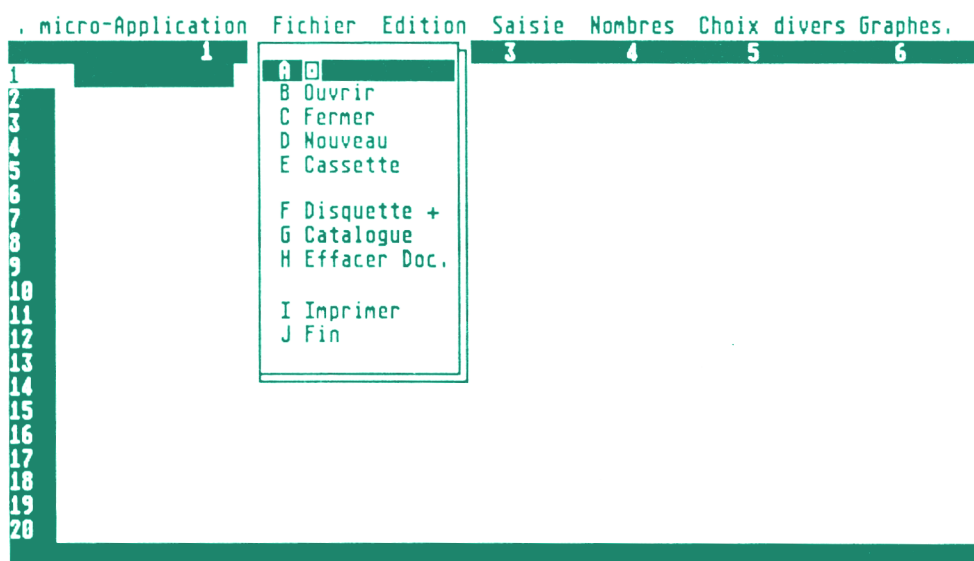 . micro-Application Fichier Edition Saisie Nombres Choix divers Graphes.
1 3 4 5 6
1 A
2 B Ouvrir
3 C Fermer
4 D Nouveau
5 E Cassette
6
7 F Disquette +
8 G Catalogue
9 H Effacer Doc.
10
11 I Imprimer
12 J Fin
13
14
15
16
17
18
19
20